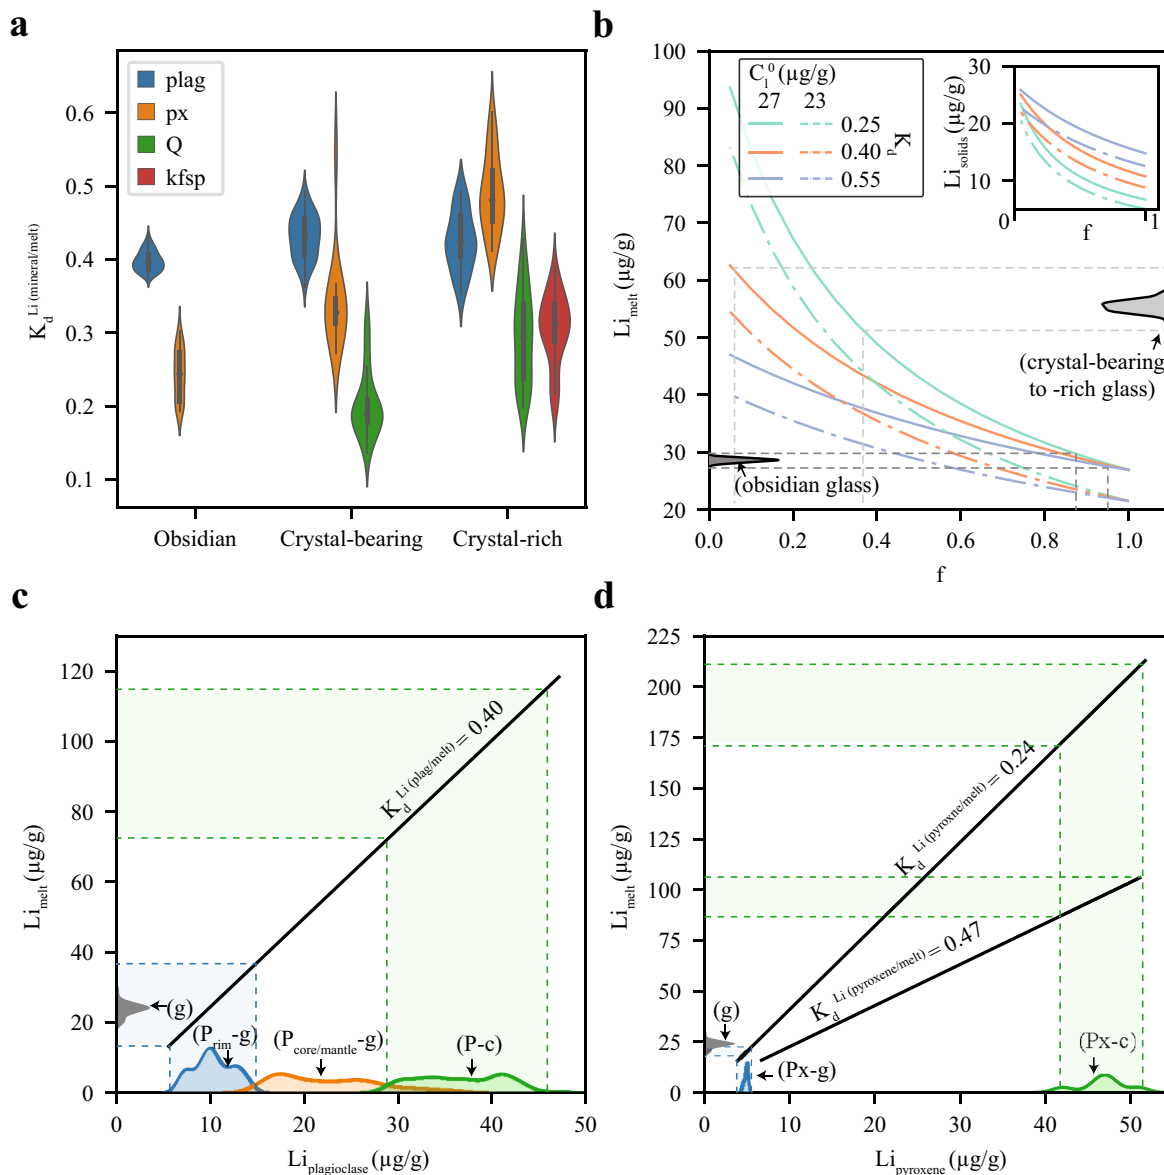 a
K_d^Li (mineral/melt)
0.6
0.5
0.4
0.3
0.2
0.1
plag
px
Q
kfsp
Obsidian Crystal-bearing Crystal-rich
b
Li_melt (µg/g)
100
90
80
70
60
50
40
30
20
C_l^0 (µg/g)
27 23
0.25
0.40
0.55
K_d
Li_solids (µg/g)
30
20
10
0 1
f
(crystal-bearing
to -rich glass)
(obsidian glass)
0.0 0.2 0.4 0.6 0.8 1.0
f
c
Li_melt (µg/g)
120
100
80
60
40
20
0
K_d^Li (plag/melt) = 0.40
(g)
(P_rim-g)
(P_core/mantle-g)
(P-c)
0 10 20 30 40 50
Li_plagioclase (µg/g)
d
Li_melt (µg/g)
225
200
175
150
125
100
75
50
25
0
K_d^Li (pyroxne/melt) = 0.24
K_d^Li (pyroxene/melt) = 0.47
(g)
(Px-g)
(Px-c)
0 10 20 30 40 50
Li_pyroxene (µg/g)